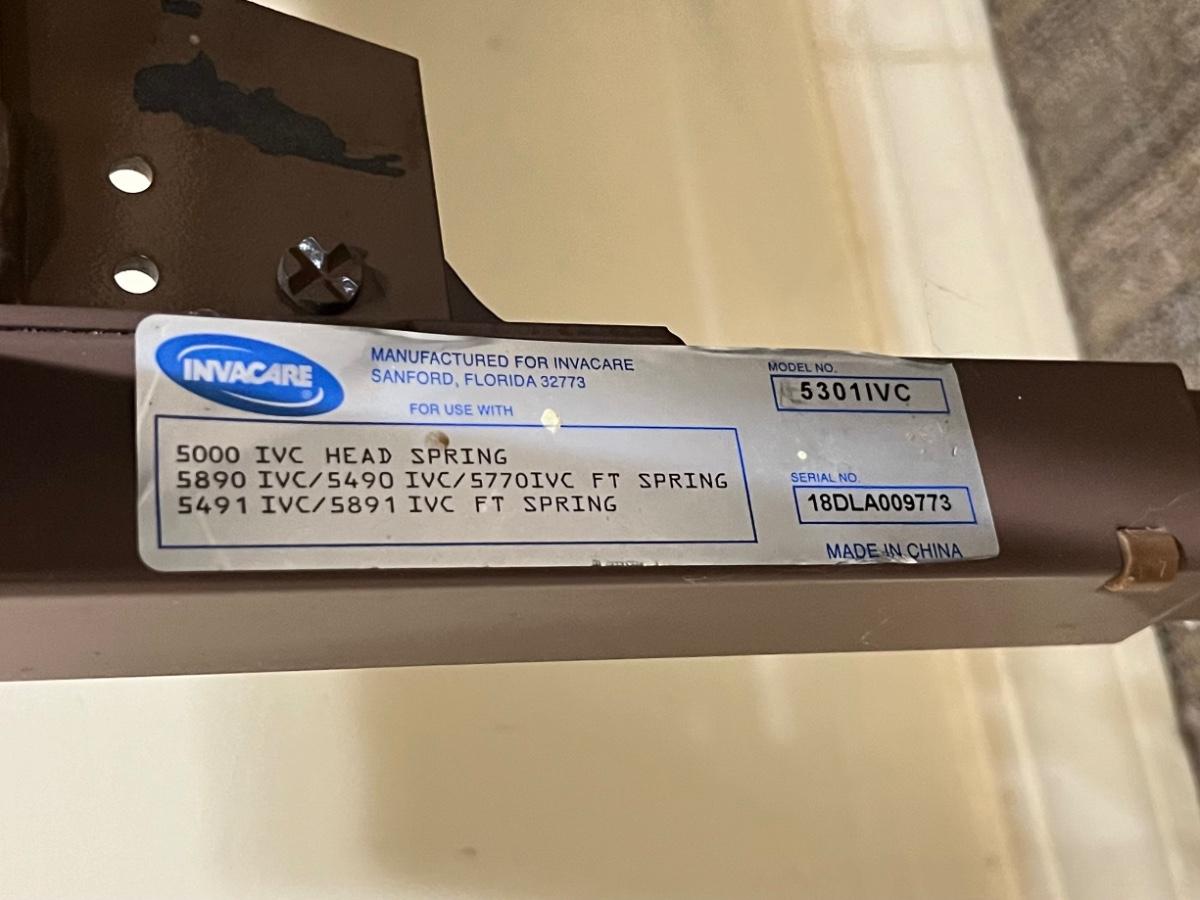 INVACARE ®
MANUFACTURED FOR INVACARE
SANFORD, FLORIDA 32773
FOR USE WITH
5000 IVC HEAD SPRING
5890 IVC/5490 IVC/5770IVC FT SPRING
5491 IVC/5891 IVC FT SPRING
MODEL NO.
5301IVC
SERIAL NO.
18DLA009773
MADE IN CHINA